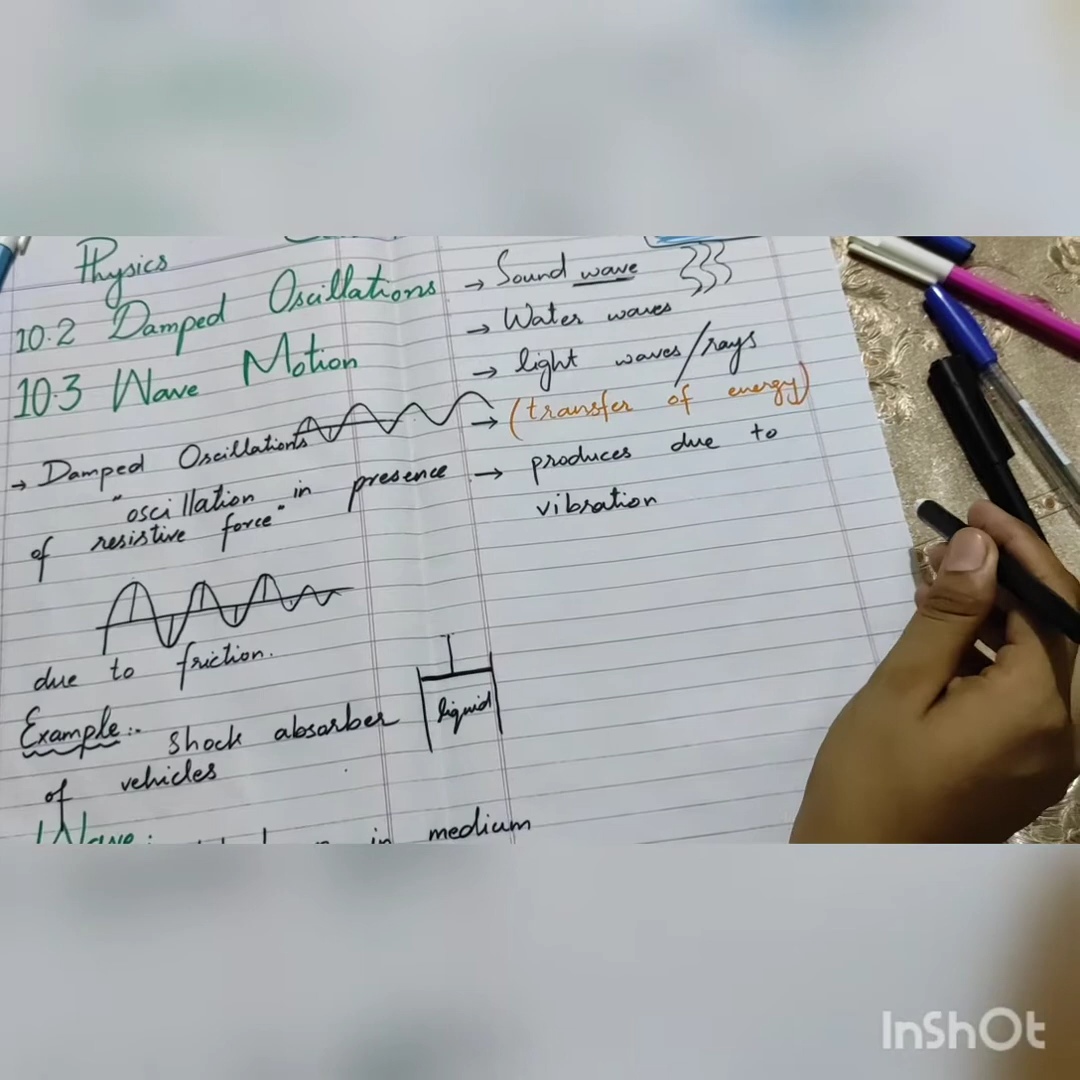 Physics
10.2 Damped Oscillations
10.3 Wave Motion
→ Damped Oscillations
"oscillation" in presence
of resistive force"
due to friction.
Example:-
shock absorber
of vehicles
liquid
Wave: in medium
→ Sound wave
→ Water waves
→ light waves/rays
→ (transfer of energy)
→ produces due to
vibration
InShOt